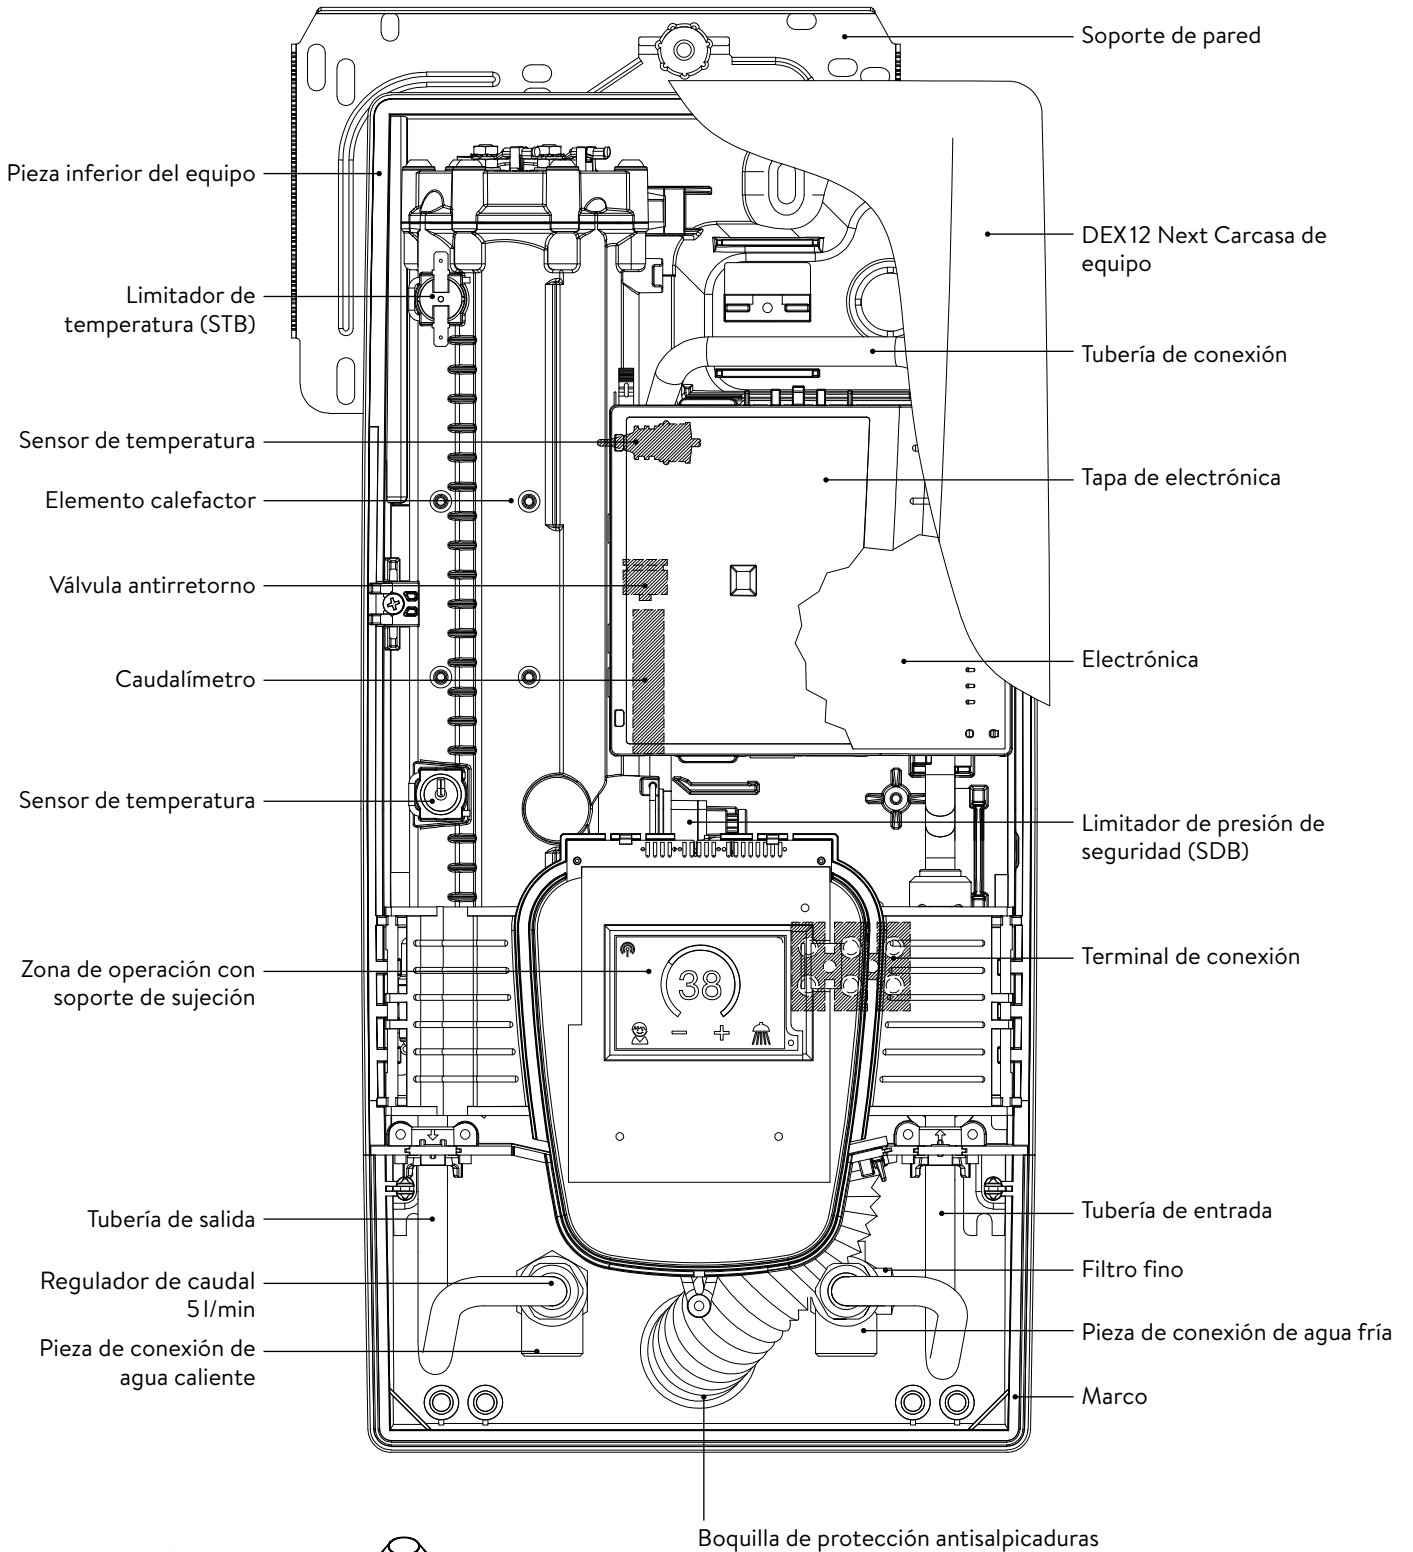 Soporte de pared
Pieza inferior del equipo
DEX12 Next Carcasa de
equipo
Limitador de
temperatura (STB)
Tubería de conexión
Sensor de temperatura
Tapa de electrónica
Elemento calefactor
Válvula antirretorno
Electrónica
Caudalímetro
Sensor de temperatura
Limitador de presión de
seguridad (SDB)
Zona de operación con
soporte de sujeción
38
Terminal de conexión
Tubería de salida
Tubería de entrada
Regulador de caudal
5 l/min
Filtro fino
Pieza de conexión de
agua caliente
Pieza de conexión de agua fría
Marco
Boquilla de protección antisalpicaduras